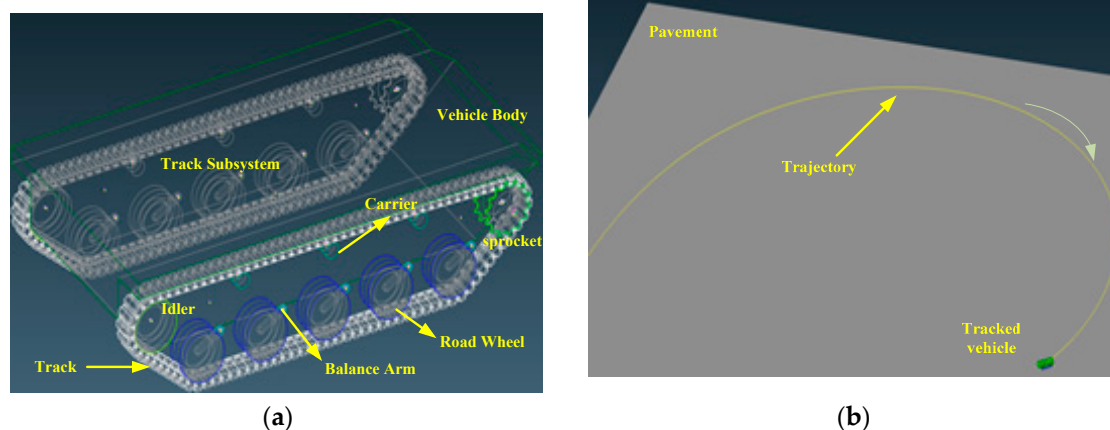 Vehicle Body
Track Subsystem
Carrier
sprocket
Idler
Road Wheel
Track
Balance Arm
(a)
Pavement
Trajectory
Tracked
vehicle
(b)